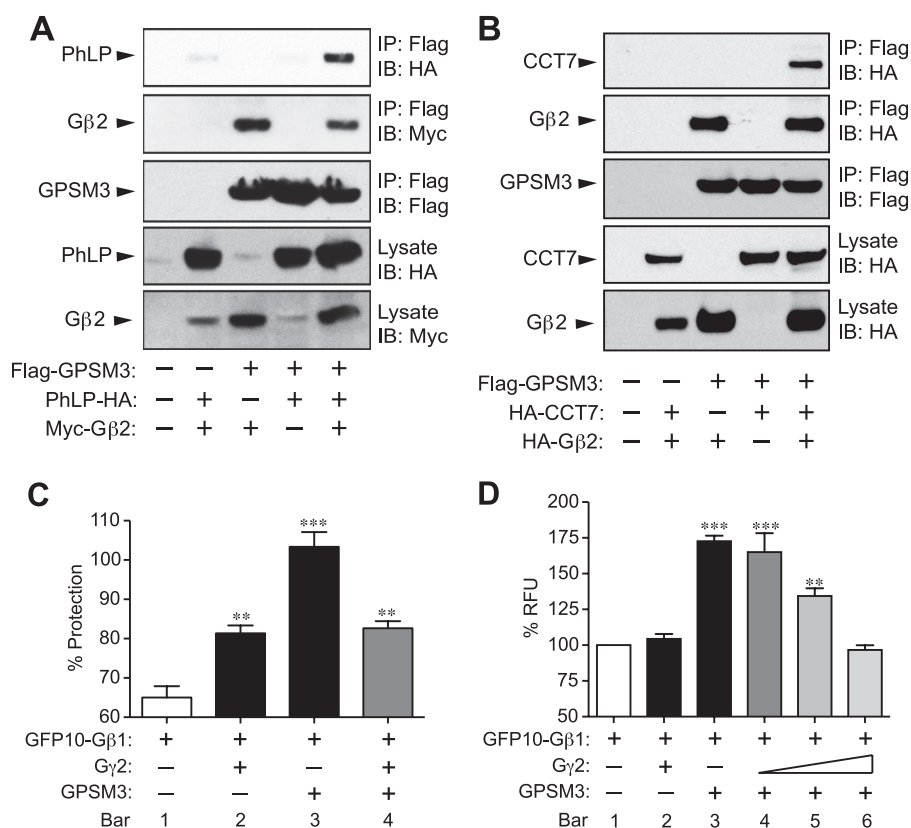 A
PhLP
IP: Flag
IB: HA
Gβ2
IP: Flag
IB: Myc
GPSM3
IP: Flag
IB: Flag
PhLP
Lysate
IB: HA
Gβ2
Lysate
IB: Myc
Flag-GPSM3: – – + + +
PhLP-HA: – + – + +
Myc-Gβ2: – + + – +
B
CCT7
IP: Flag
IB: HA
Gβ2
IP: Flag
IB: HA
GPSM3
IP: Flag
IB: Flag
CCT7
Lysate
IB: HA
Gβ2
Lysate
IB: HA
Flag-GPSM3: – – + + +
HA-CCT7: – + – + +
HA-Gβ2: – + + – +
C
% Protection
110
100
90
80
70
60
**
***
**
GFP10-Gβ1: + + + +
Gγ2: – + – +
GPSM3: – – + +
Bar 1 2 3 4
D
% RFU
200
175
150
125
100
75
50
***
***
**
GFP10-Gβ1: + + + + + +
Gγ2: – + –
GPSM3: – – + + + +
Bar 1 2 3 4 5 6